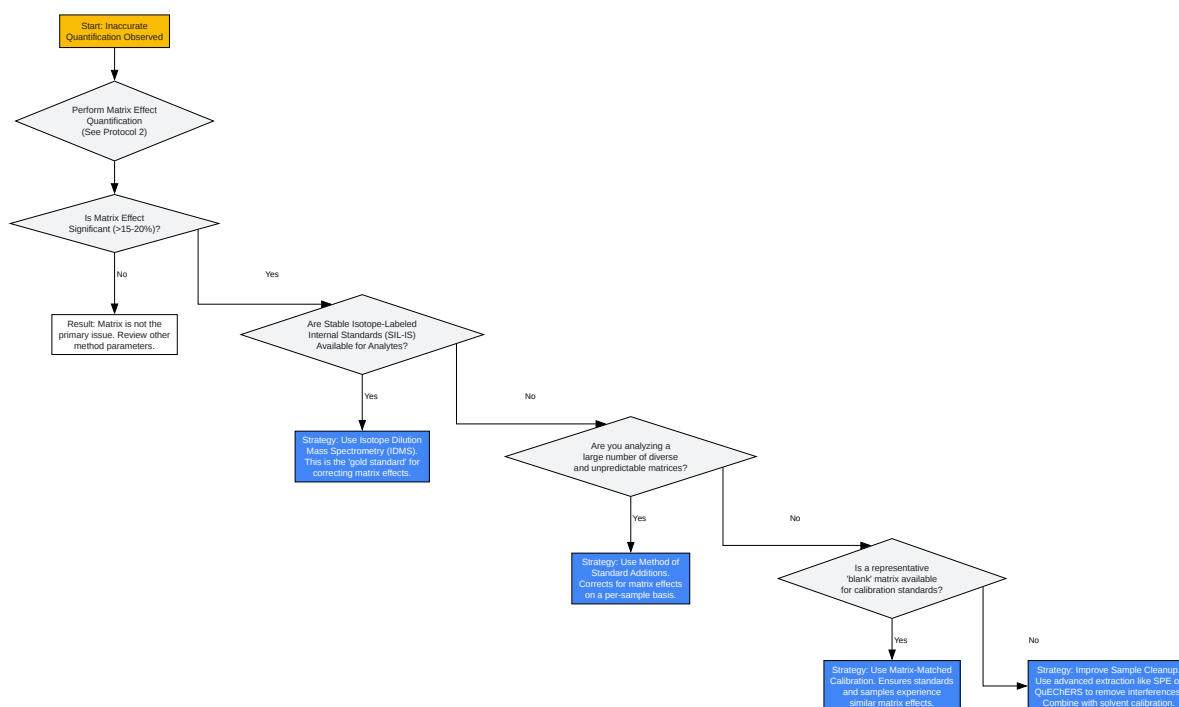 Start: Inaccurate
Quantification Observed
Perform Matrix Effect
Quantification
(See Protocol 2)
Is Matrix Effect
Significant (>15-20%)?
No
Yes
Result: Matrix is not the
primary issue. Review other
method parameters.
Are Stable Isotope-Labeled
Internal Standards (SIL-IS)
Available for Analytes?
Yes
No
Strategy: Use Isotope Dilution
Mass Spectrometry (IDMS).
This is the 'gold standard' for
correcting matrix effects.
Are you analyzing a
large number of diverse
and unpredictable matrices?
Yes
No
Strategy: Use Method of
Standard Additions.
Corrects for matrix effects
on a per-sample basis.
Is a representative
'blank' matrix available
for calibration standards?
Yes
No
Strategy: Use Matrix-Matched
Calibration. Ensures standards
and samples experience
similar matrix effects.
Strategy: Improve Sample Cleanup.
Use advanced extraction like SPE
QuEChERS to remove interferences
Combine with solvent calibration.